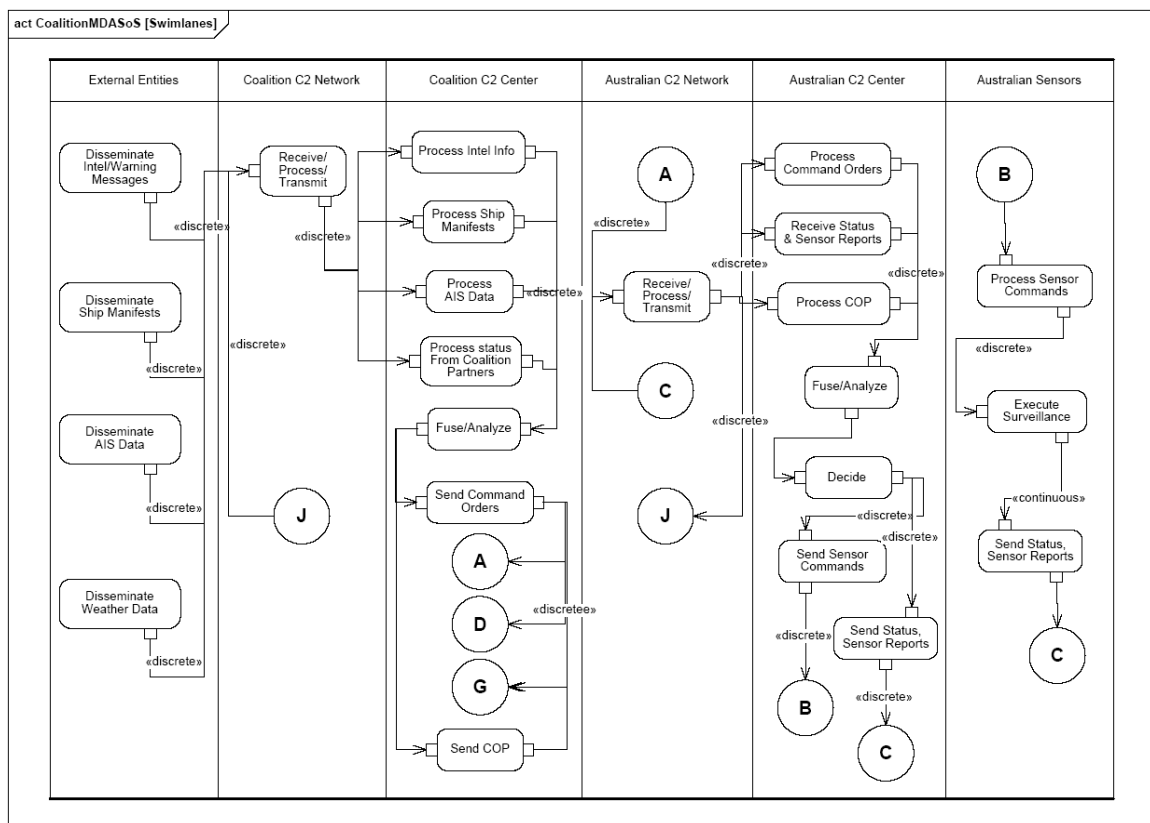 act CoalitionMDASoS [Swimlanes]
External Entities
Coalition C2 Network
Coalition C2 Center
Australian C2 Network
Australian C2 Center
Australian Sensors
Disseminate
Intel/Warning
Messages
«discrete»
Disseminate
Ship Manifests
«discrete»
Disseminate
AIS Data
«discrete»
Disseminate
Weather Data
«discrete»
«discrete»
Receive/
Process/
Transmit
«discrete»
«discrete»
J
Process Intel Info
Process Ship
Manifests
Process
AIS Data
«discrete»
Process status
From Coalition
Partners
Fuse/Analyze
Send Command
Orders
A
D
«discretee»
G
Send COP
A
Receive/
Process/
Transmit
C
J
«discrete»
«discrete»
Process
Command Orders
Receive Status
& Sensor Reports
Process COP
Fuse/Analyze
Decide
«discrete»
«discrete»
Send Sensor
Commands
«discrete»
Send Status,
Sensor Reports
B
«discrete»
C
B
Process Sensor
Commands
«discrete»
Execute
Surveillance
«continuous»
Send Status,
Sensor Reports
C